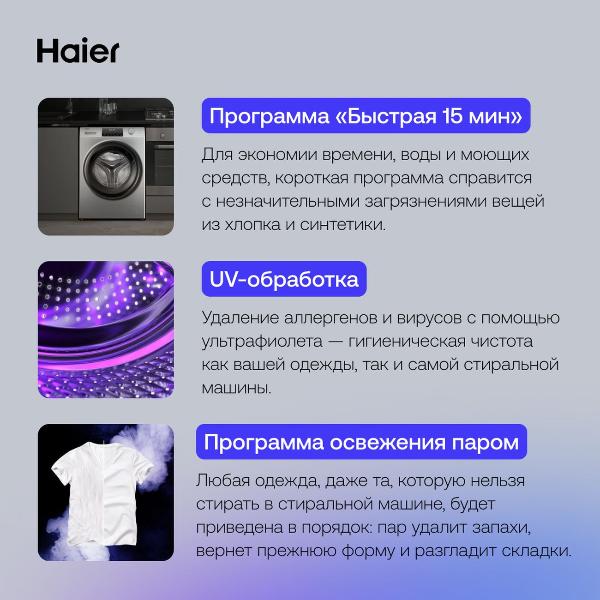 Haier
Программа «Быстрая 15 мин»
Для экономии времени, воды и моющих
средств, короткая программа справится
с незначительными загрязнениями вещей
из хлопка и синтетики.
UV-обработка
Удаление аллергенов и вирусов с помощью
ультрафиолета — гигиеническая чистота
как вашей одежды, так и самой стиральной
машины.
Программа освежения паром
Любая одежда, даже та, которую нельзя
стирать в стиральной машине, будет
приведена в порядок: пар удалит запахи,
вернет прежнюю форму и разгладит складки.